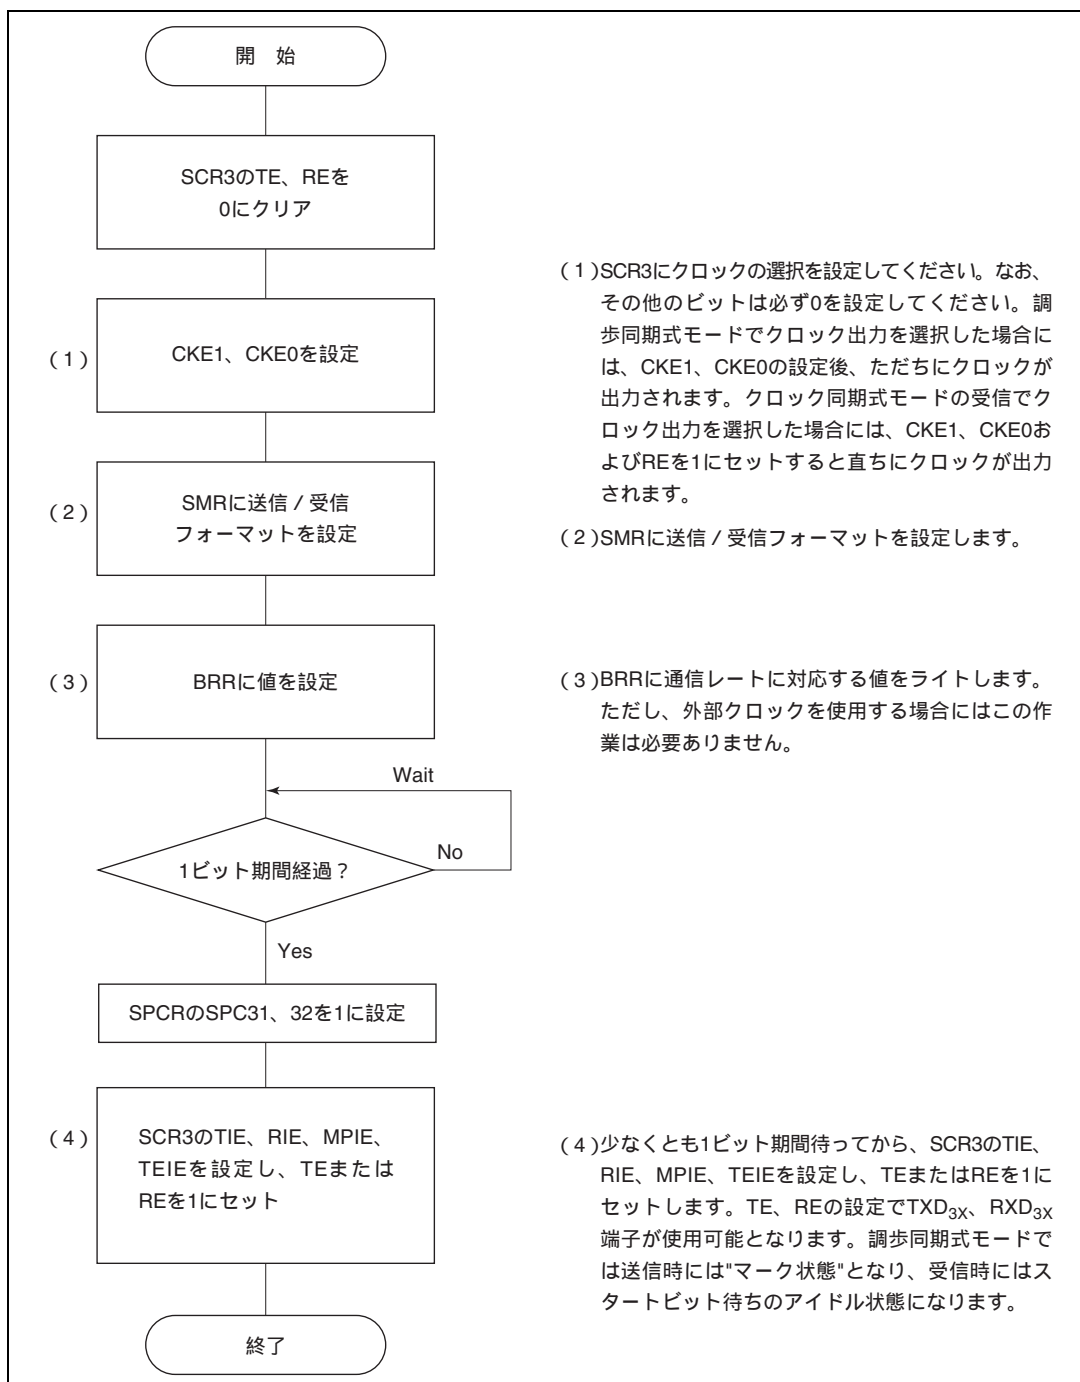 開 始
SCR3のTE、REを
0にクリア
(1)
CKE1、CKE0を設定
(1)SCR3にクロックの選択を設定してください。なお、
その他のビットは必ず0を設定してください。調
歩同期式モードでクロック出力を選択した場合に
は、CKE1、CKE0の設定後、ただちにクロックが
出力されます。クロック同期式モードの受信でク
ロック出力を選択した場合には、CKE1、CKE0お
よびREを1にセットすると直ちにクロックが出力
されます。
(2)
SMRに送信/受信
フォーマットを設定
(2)SMRに送信/受信フォーマットを設定します。
(3)
BRRに値を設定
(3)BRRに通信レートに対応する値をライトします。
ただし、外部クロックを使用する場合にはこの作
業は必要ありません。
Wait
1ビット期間経過?
No
Yes
SPCRのSPC31、32を1に設定
(4)
SCR3のTIE、RIE、MPIE、
TEIEを設定し、TEまたは
REを1にセット
(4)少なくとも1ビット期間待ってから、SCR3のTIE、
RIE、MPIE、TEIEを設定し、TEまたはREを1に
セットします。TE、REの設定でTXD3X、RXD3X
端子が使用可能となります。調歩同期式モードで
は送信時には"マーク状態"となり、受信時にはス
タートビット待ちのアイドル状態になります。
終了